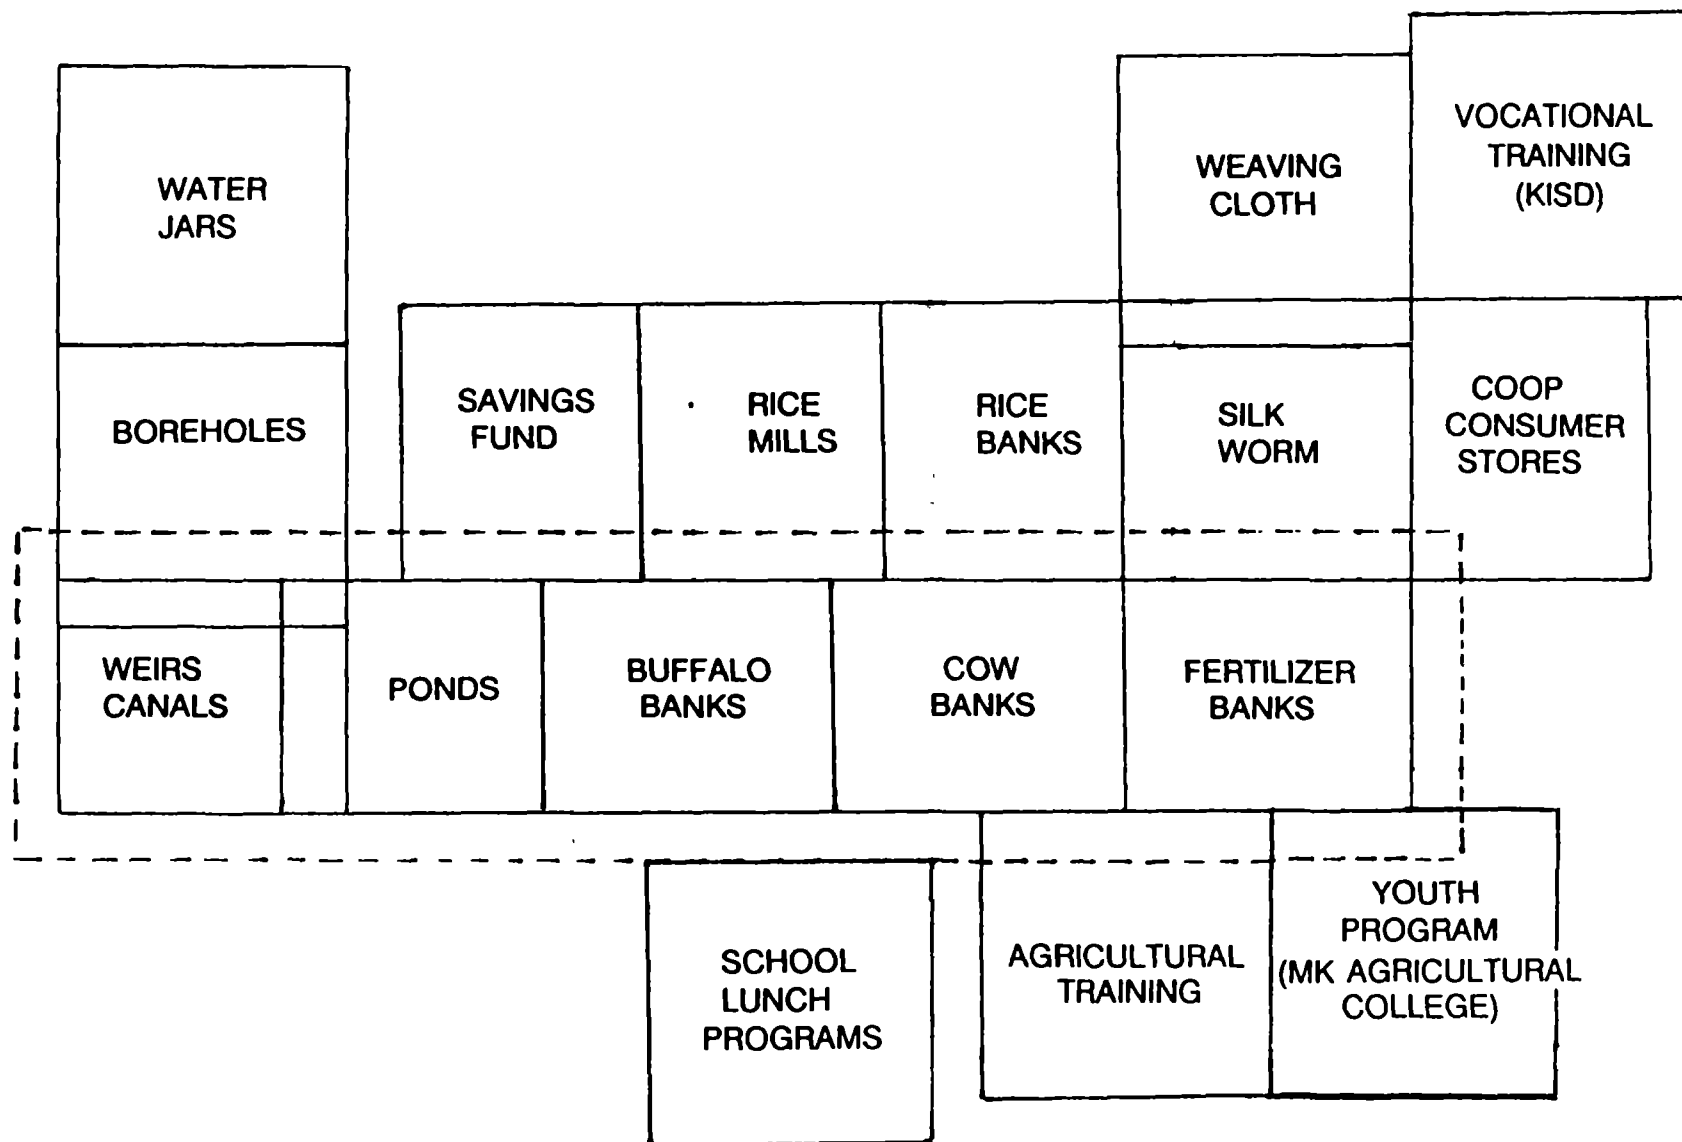 WATER
JARS
WEAVING
CLOTH
VOCATIONAL
TRAINING
(KISD)
BOREHOLES
SAVINGS
FUND
RICE
MILLS
RICE
BANKS
SILK
WORM
COOP
CONSUMER
STORES
WEIRS
CANALS
PONDS
BUFFALO
BANKS
COW
BANKS
FERTILIZER
BANKS
SCHOOL
LUNCH
PROGRAMS
AGRICULTURAL
TRAINING
YOUTH
PROGRAM
(MK AGRICULTURAL
COLLEGE)